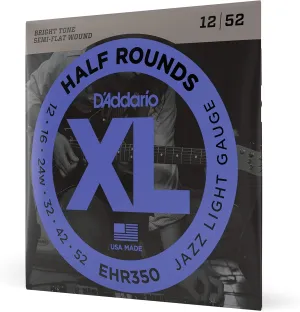 BRIGHT TONE
SEMI-FLAT WOUND
12/52
HALF ROUNDS
D'Addario
XL
USA MADE
12 • 16 • 24W • 32 • 42 • 52
EHR350
JAZZ LIGHT GAUGE